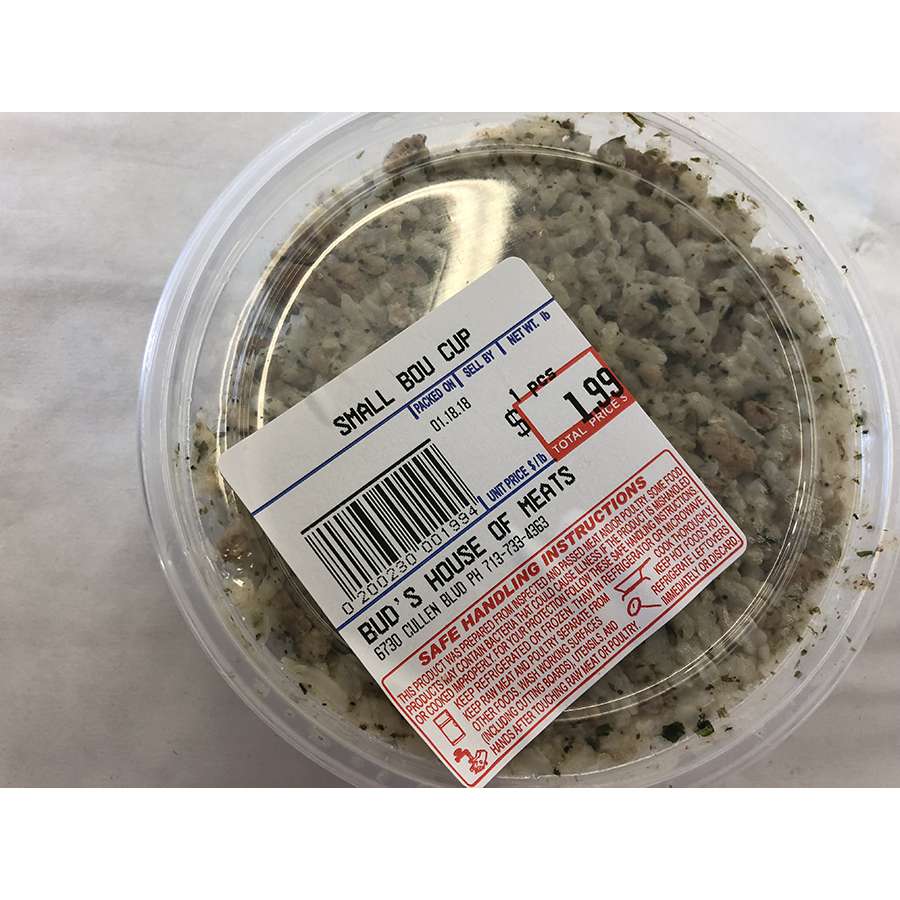 SMALL BOU CUP
PACKED ON | SELL BY | NET WT. lb
01.18.18
1 PCS
UNIT PRICE $/lb
$ 1.99
TOTAL PRICE $
0 200230 001994
BUD'S HOUSE OF MEATS
6730 CULLEN BLUD PH 713-733-4363
SAFE HANDLING INSTRUCTIONS
THIS PRODUCT WAS PREPARED FROM INSPECTED AND PASSED MEAT AND/OR POULTRY. SOME FOOD
PRODUCTS MAY CONTAIN BACTERIA THAT COULD CAUSE ILLNESS IF THE PRODUCT IS MISHANDLED
OR COOKED IMPROPERLY. FOR YOUR PROTECTION, FOLLOW THESE SAFE HANDLING INSTRUCTIONS.
KEEP REFRIGERATED OR FROZEN. THAW IN REFRIGERATOR OR MICROWAVE.
KEEP RAW MEAT AND POULTRY SEPARATE FROM
OTHER FOODS. WASH WORKING SURFACES
(INCLUDING CUTTING BOARDS), UTENSILS, AND
HANDS AFTER TOUCHING RAW MEAT OR POULTRY.
COOK THOROUGHLY.
KEEP HOT FOODS HOT.
REFRIGERATE LEFTOVERS
IMMEDIATELY OR DISCARD.